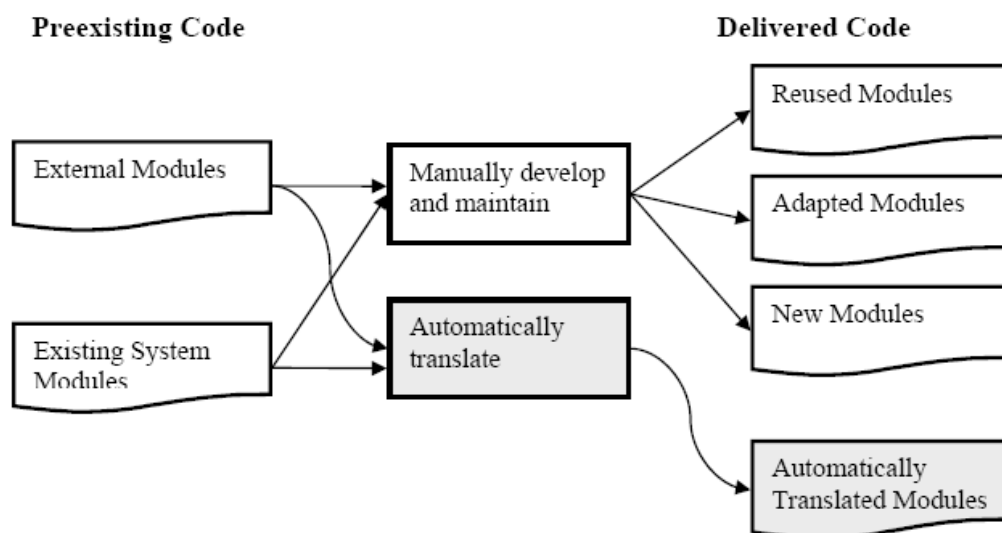 Preexisting Code
Delivered Code
External Modules
Existing System
Modules
Manually develop
and maintain
Automatically
translate
Reused Modules
Adapted Modules
New Modules
Automatically
Translated Modules